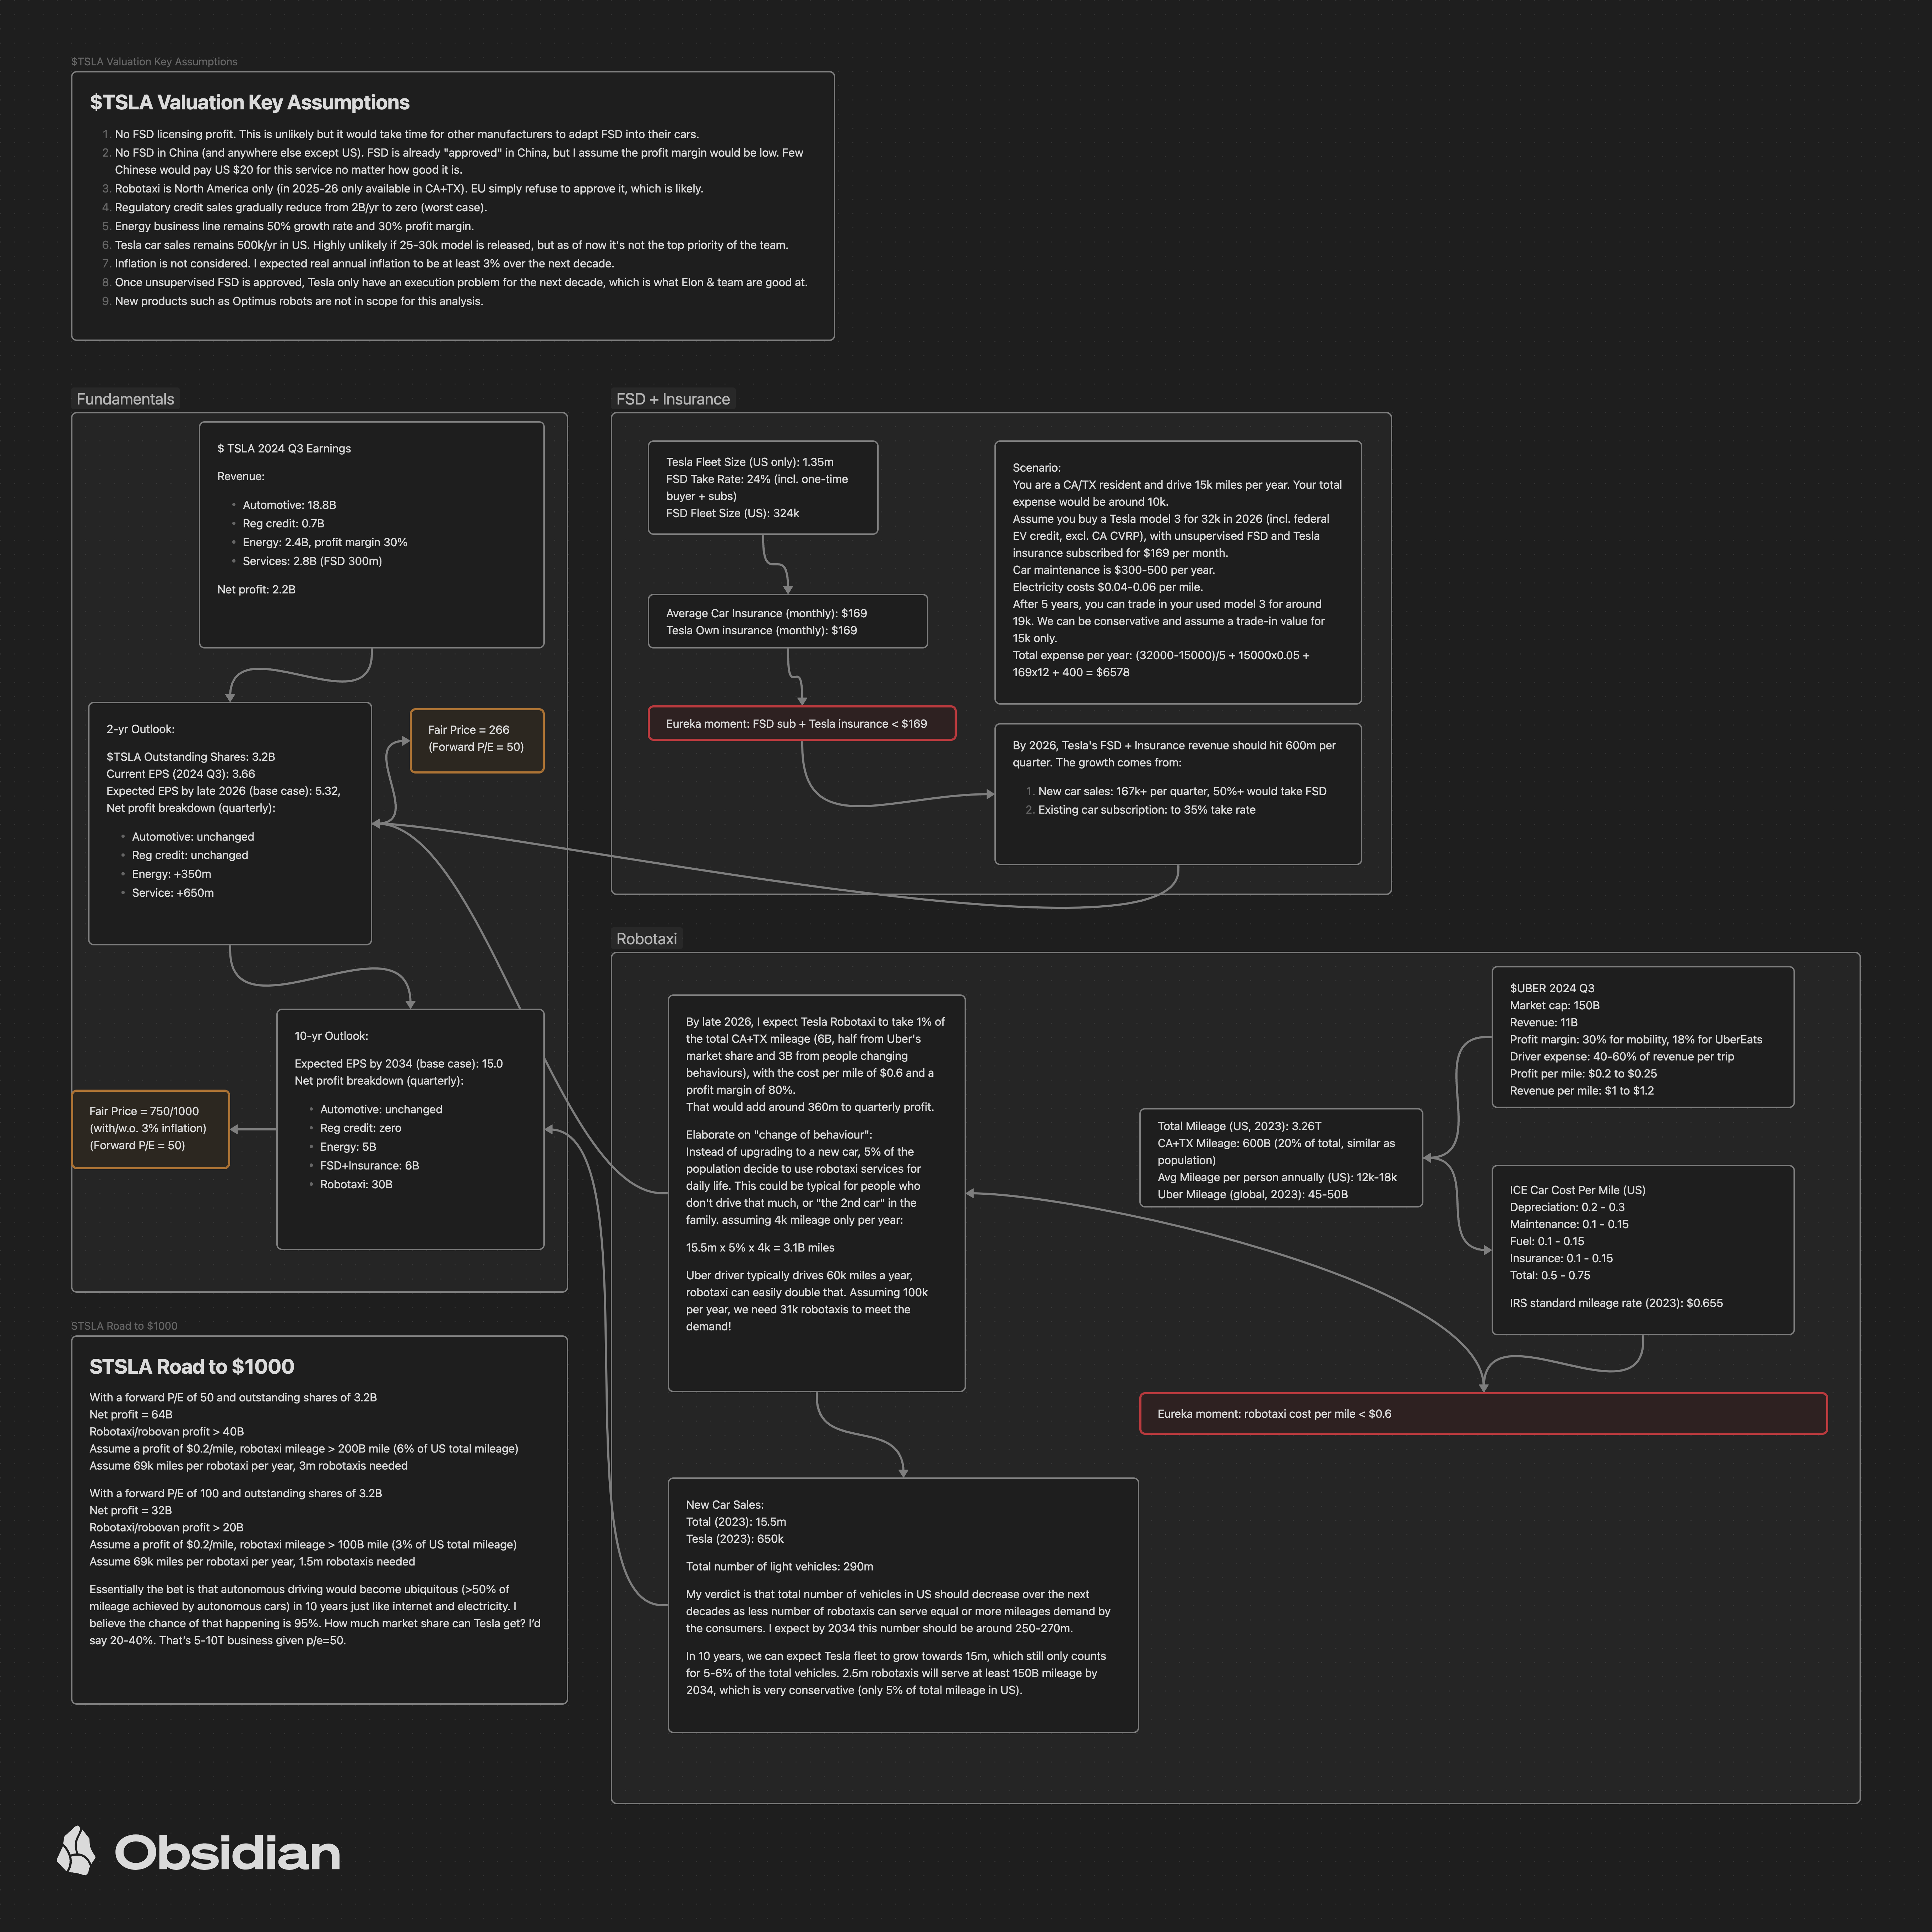 $TSLA Valuation Key Assumptions
$TSLA Valuation Key Assumptions
1. No FSD licensing profit. This is unlikely but it would take time for other manufacturers to adapt FSD into their cars.
2. No FSD in China (and anywhere else except US). FSD is already "approved" in China, but I assume the profit margin would be low. Few
Chinese would pay US $20 for this service no matter how good it is.
3. Robotaxi is North America only (in 2025-26 only available in CA+TX). EU simply refuse to approve it, which is likely.
4. Regulatory credit sales gradually reduce from 2B/yr to zero (worst case).
5. Energy business line remains 50% growth rate and 30% profit margin.
6. Tesla car sales remains 500k/yr in US. Highly unlikely if 25-30k model is released, but as of now it's not the top priority of the team.
7. Inflation is not considered. I expected real annual inflation to be at least 3% over the next decade.
8. Once unsupervised FSD is approved, Tesla only have an execution problem for the next decade, which is what Elon & team are good at.
9. New products such as Optimus robots are not in scope for this analysis.
Fundamentals
$ TSLA 2024 Q3 Earnings
Revenue:
• Automotive: 18.8B
• Reg credit: 0.7B
• Energy: 2.4B, profit margin 30%
• Services: 2.8B (FSD 300m)
Net profit: 2.2B
2-yr Outlook:
$TSLA Outstanding Shares: 3.2B
Current EPS (2024 Q3): 3.66
Expected EPS by late 2026 (base case): 5.32,
Net profit breakdown (quarterly):
• Automotive: unchanged
• Reg credit: unchanged
• Energy: +350m
• Service: +650m
Fair Price = 266
(Forward P/E = 50)
10-yr Outlook:
Expected EPS by 2034 (base case): 15.0
Net profit breakdown (quarterly):
• Automotive: unchanged
• Reg credit: zero
• Energy: 5B
• FSD+Insurance: 6B
• Robotaxi: 30B
Fair Price = 750/1000
(with/w.o. 3% inflation)
(Forward P/E = 50)
FSD + Insurance
Tesla Fleet Size (US only): 1.35m
FSD Take Rate: 24% (incl. one-time
buyer + subs)
FSD Fleet Size (US): 324k
Average Car Insurance (monthly): $169
Tesla Own insurance (monthly): $169
Eureka moment: FSD sub + Tesla insurance < $169
Scenario:
You are a CA/TX resident and drive 15k miles per year. Your total
expense would be around 10k.
Assume you buy a Tesla model 3 for 32k in 2026 (incl. federal
EV credit, excl. CA CVRP), with unsupervised FSD and Tesla
insurance subscribed for $169 per month.
Car maintenance is $300-500 per year.
Electricity costs $0.04-0.06 per mile.
After 5 years, you can trade in your used model 3 for around
19k. We can be conservative and assume a trade-in value for
15k only.
Total expense per year: (32000-15000)/5 + 15000x0.05 +
169x12 + 400 = $6578
By 2026, Tesla's FSD + Insurance revenue should hit 600m per
quarter. The growth comes from:
1. New car sales: 167k+ per quarter, 50%+ would take FSD
2. Existing car subscription: to 35% take rate
Robotaxi
By late 2026, I expect Tesla Robotaxi to take 1% of
the total CA+TX mileage (6B, half from Uber's
market share and 3B from people changing
behaviours), with the cost per mile of $0.6 and a
profit margin of 80%.
That would add around 360m to quarterly profit.
Elaborate on "change of behaviour":
Instead of upgrading to a new car, 5% of the
population decide to use robotaxi services for
daily life. This could be typical for people who
don't drive that much, or "the 2nd car" in the
family. assuming 4k mileage only per year:
15.5m x 5% x 4k = 3.1B miles
Uber driver typically drives 60k miles a year,
robotaxi can easily double that. Assuming 100k
per year, we need 31k robotaxis to meet the
demand!
$UBER 2024 Q3
Market cap: 150B
Revenue: 11B
Profit margin: 30% for mobility, 18% for UberEats
Driver expense: 40-60% of revenue per trip
Profit per mile: $0.2 to $0.25
Revenue per mile: $1 to $1.2
Total Mileage (US, 2023): 3.26T
CA+TX Mileage: 600B (20% of total, similar as
population)
Avg Mileage per person annually (US): 12k-18k
Uber Mileage (global, 2023): 45-50B
ICE Car Cost Per Mile (US)
Depreciation: 0.2 - 0.3
Maintenance: 0.1 - 0.15
Fuel: 0.1 - 0.15
Insurance: 0.1 - 0.15
Total: 0.5 - 0.75
IRS standard mileage rate (2023): $0.655
Eureka moment: robotaxi cost per mile < $0.6
New Car Sales:
Total (2023): 15.5m
Tesla (2023): 650k
Total number of light vehicles: 290m
My verdict is that total number of vehicles in US should decrease over the next
decades as less number of robotaxis can serve equal or more mileages demand by
the consumers. I expect by 2034 this number should be around 250-270m.
In 10 years, we can expect Tesla fleet to grow towards 15m, which still only counts
for 5-6% of the total vehicles. 2.5m robotaxis will serve at least 150B mileage by
2034, which is very conservative (only 5% of total mileage in US).
STSLA Road to $1000
STSLA Road to $1000
With a forward P/E of 50 and outstanding shares of 3.2B
Net profit = 64B
Robotaxi/robovan profit > 40B
Assume a profit of $0.2/mile, robotaxi mileage > 200B mile (6% of US total mileage)
Assume 69k miles per robotaxi per year, 3m robotaxis needed
With a forward P/E of 100 and outstanding shares of 3.2B
Net profit = 32B
Robotaxi/robovan profit > 20B
Assume a profit of $0.2/mile, robotaxi mileage > 100B mile (3% of US total mileage)
Assume 69k miles per robotaxi per year, 1.5m robotaxis needed
Essentially the bet is that autonomous driving would become ubiquitous (>50% of
mileage achieved by autonomous cars) in 10 years just like internet and electricity. I
believe the chance of that happening is 95%. How much market share can Tesla get? I'd
say 20-40%. That's 5-10T business given p/e=50.
Obsidian